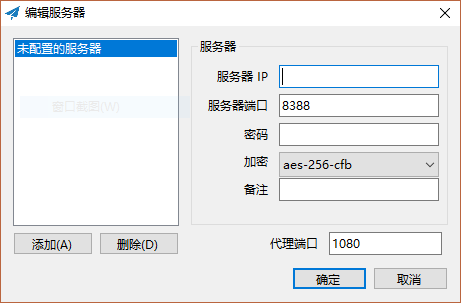 编辑服务器
未配置的服务器
窗口截图(W)
服务器
服务器 IP
服务器端口 8388
密码
加密 aes-256-cfb
备注
添加(A) 删除(D)
代理端口 1080
确定 取消